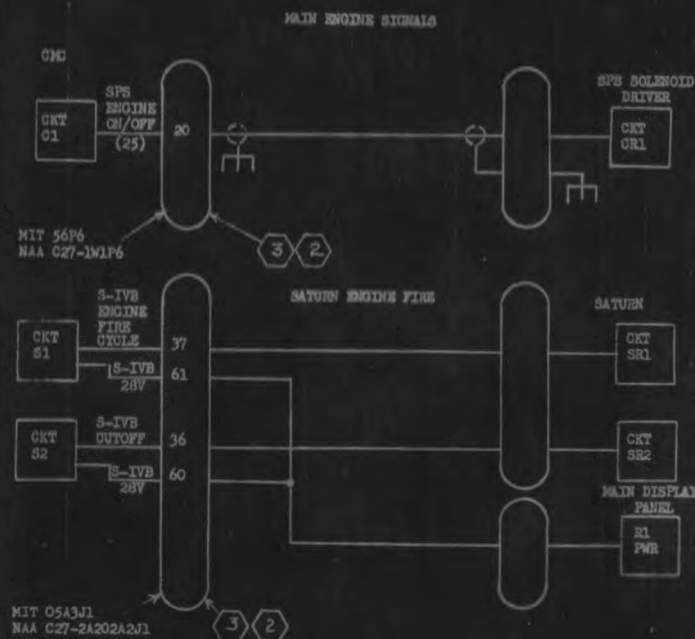 MAIN ENGINE SIGNALS
CMC
SPS SOLENOID
DRIVER
CKT
C1
SPS
ENGINE
ON/OFF
(25)
20
CKT
CR1
MIT 56P6
NAA C27-1W1P6
3
2
SATURN ENGINE FIRE
SATURN
CKT
S1
S-IVB
ENGINE
FIRE
CYCLE
37
S-IVB
28V
61
CKT
SR1
CKT
S2
S-IVB
CUTOFF
36
S-IVB
28V
60
CKT
SR2
MAIN DISPLAY
PANEL
R1
PWR
MIT 05A3J1
NAA C27-2A202A2J1
3
2